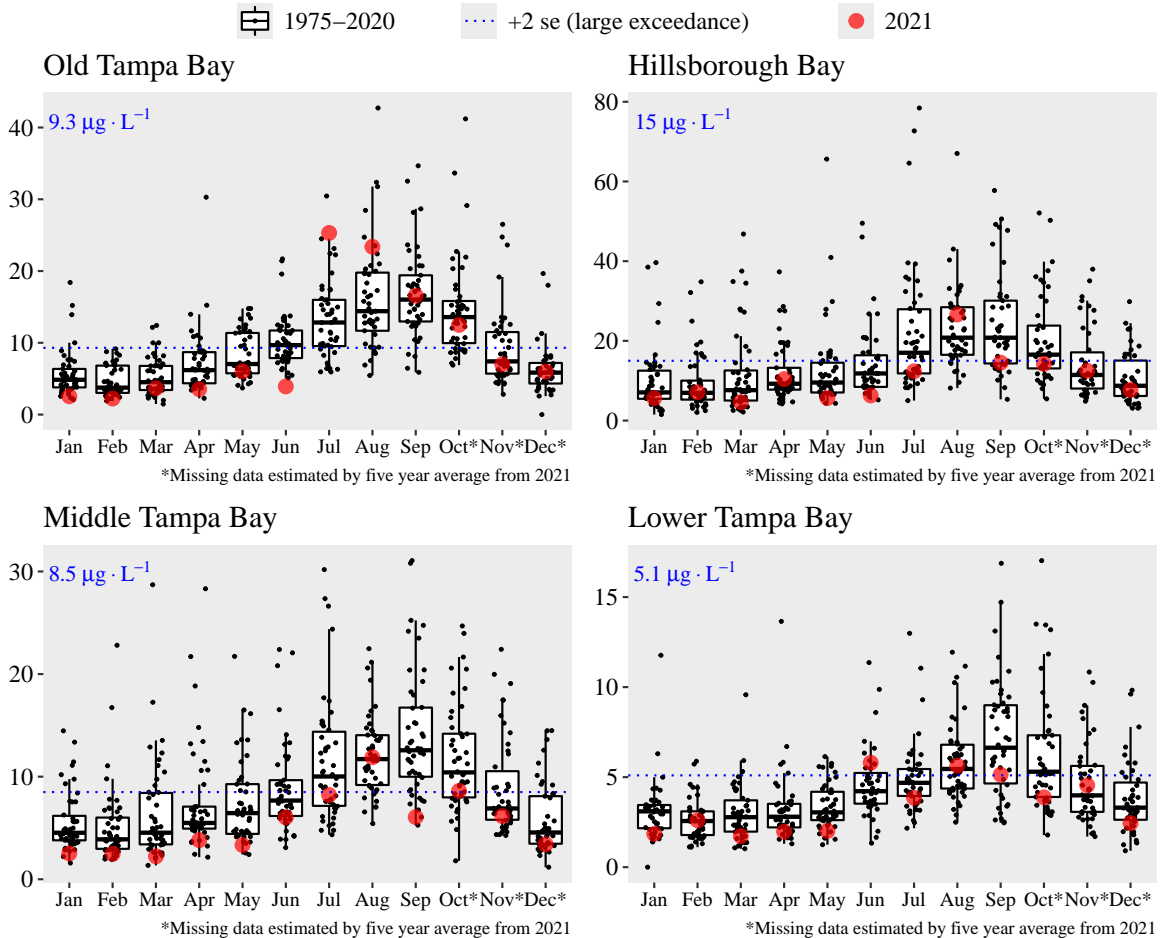 1975−2020 +2 se (large exceedance) 2021
Old Tampa Bay
9.3 μg · L⁻¹
40
30
20
10
0
Jan Feb Mar Apr May Jun Jul Aug Sep Oct* Nov* Dec*
*Missing data estimated by five year average from 2021
Hillsborough Bay
15 μg · L⁻¹
80
60
40
20
0
Jan Feb Mar Apr May Jun Jul Aug Sep Oct* Nov* Dec*
*Missing data estimated by five year average from 2021
Middle Tampa Bay
8.5 μg · L⁻¹
30
20
10
0
Jan Feb Mar Apr May Jun Jul Aug Sep Oct* Nov* Dec*
*Missing data estimated by five year average from 2021
Lower Tampa Bay
5.1 μg · L⁻¹
15
10
5
0
Jan Feb Mar Apr May Jun Jul Aug Sep Oct* Nov* Dec*
*Missing data estimated by five year average from 2021